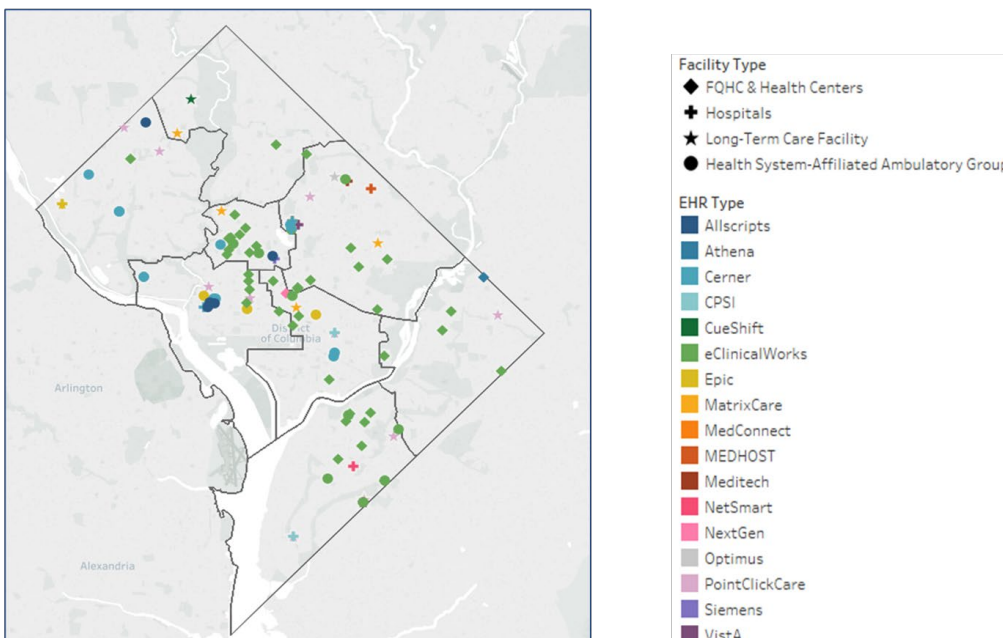 District
of Columbia
Arlington
Alexandria
Facility Type
FQHC & Health Centers
Hospitals
Long-Term Care Facility
Health System-Affiliated Ambulatory Group
EHR Type
Allscripts
Athena
Cerner
CPSI
CueShift
eClinicalWorks
Epic
MatrixCare
MedConnect
MEDHOST
Meditech
NetSmart
NextGen
Optimus
PointClickCare
Siemens
VistA